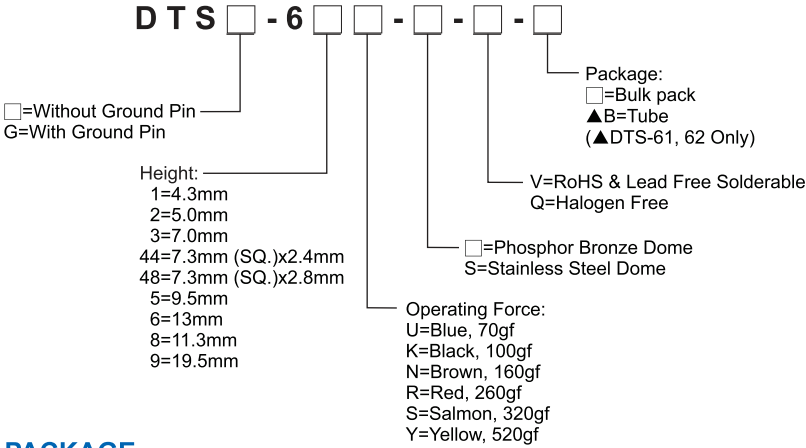 DTS□-6□□-□-□-□
□=Without Ground Pin
G=With Ground Pin
Height:
1=4.3mm
2=5.0mm
3=7.0mm
44=7.3mm (SQ.)x2.4mm
48=7.3mm (SQ.)x2.8mm
5=9.5mm
6=13mm
8=11.3mm
9=19.5mm
Operating Force:
U=Blue, 70gf
K=Black, 100gf
N=Brown, 160gf
R=Red, 260gf
S=Salmon, 320gf
Y=Yellow, 520gf
□=Phosphor Bronze Dome
S=Stainless Steel Dome
V=RoHS & Lead Free Solderable
Q=Halogen Free
Package:
□=Bulk pack
▲B=Tube
(▲DTS-61, 62 Only)
PACKAGE